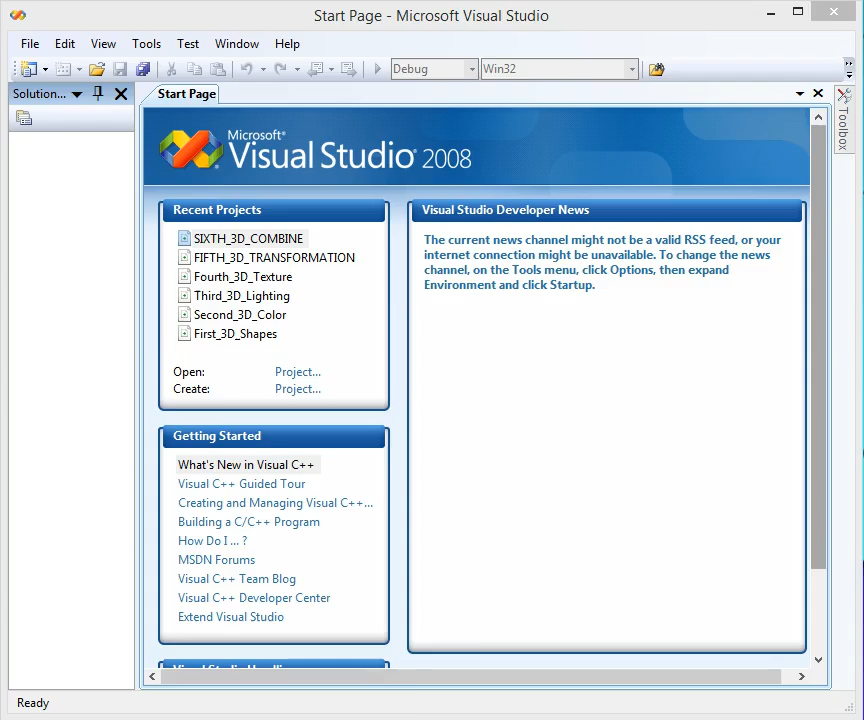 Start Page - Microsoft Visual Studio
File Edit View Tools Test Window Help
Debug Win32
Solution...
Start Page
Toolbox
Microsoft®
Visual Studio® 2008
Recent Projects
SIXTH_3D_COMBINE
FIFTH_3D_TRANSFORMATION
Fourth_3D_Texture
Third_3D_Lighting
Second_3D_Color
First_3D_Shapes
Open: Project...
Create: Project...
Getting Started
What's New in Visual C++
Visual C++ Guided Tour
Creating and Managing Visual C++...
Building a C/C++ Program
How Do I ... ?
MSDN Forums
Visual C++ Team Blog
Visual C++ Developer Center
Extend Visual Studio
Visual Studio Developer News
The current news channel might not be a valid RSS feed, or your
internet connection might be unavailable. To change the news
channel, on the Tools menu, click Options, then expand
Environment and click Startup.
Visual Studio
Ready